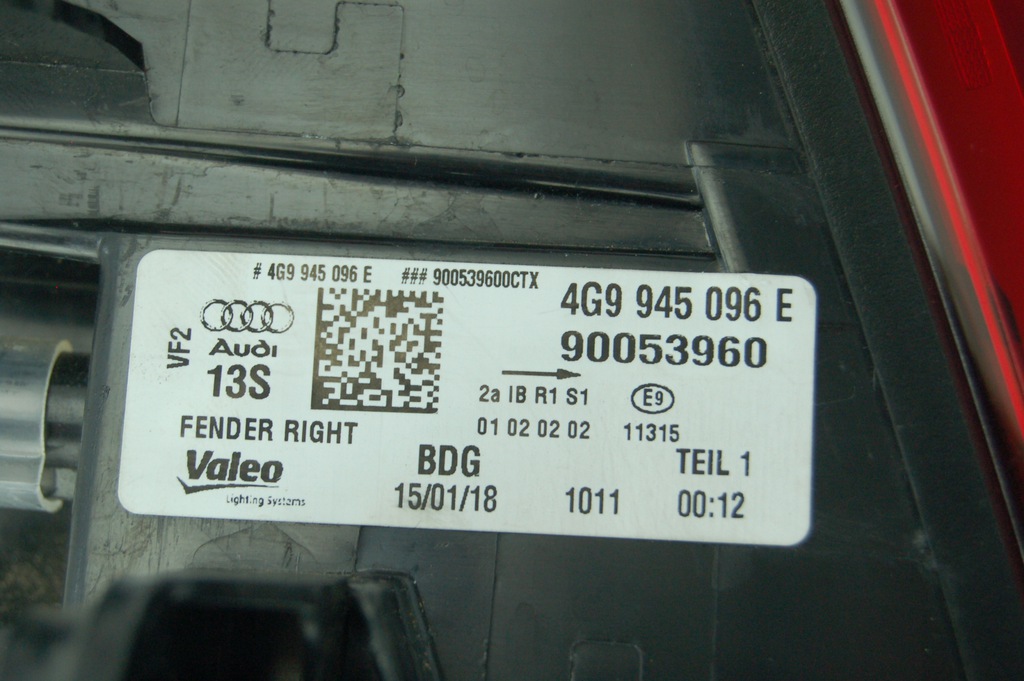 # 4G9 945 096 E ### 900539600CTX
4G9 945 096 E
90053960
VF2
Audi
13S
2a IB R1 S1 E9
01 02 02 02 11315
FENDER RIGHT
Valeo
Lighting Systems
BDG TEIL 1
15/01/18 1011 00:12